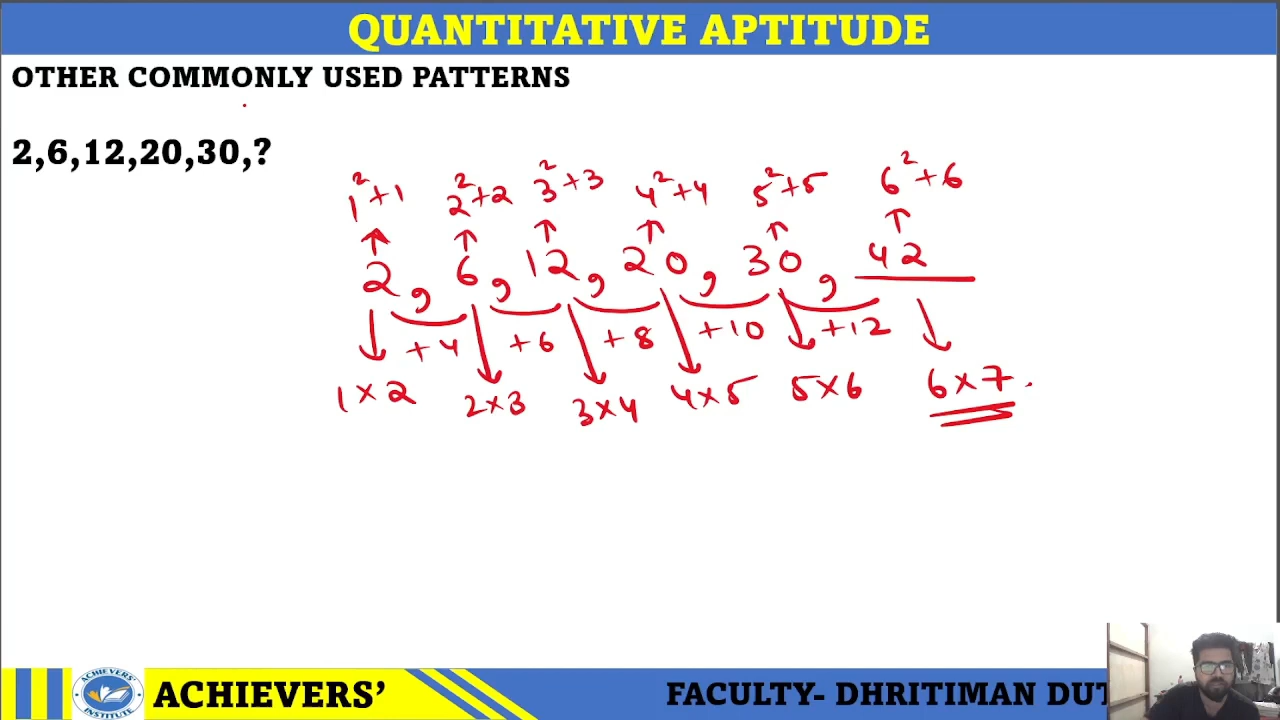 QUANTITATIVE APTITUDE
OTHER COMMONLY USED PATTERNS
2,6,12,20,30,?
1²+1 2²+2 3²+3 4²+4 5²+5 6²+6
2, 6, 12, 20, 30, 42
+4 +6 +8 +10 +12
1×2 2×3 3×4 4×5 5×6 6×7.
ACHIEVERS'
INSTITUTE
ACHIEVERS’
FACULTY- DHRITIMAN DUT